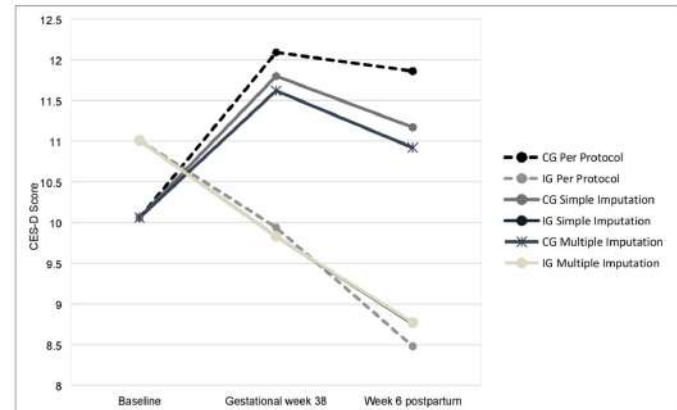 12.5
12
11.5
11
10.5
10
9.5
9
8.5
8
CES-D Score
Baseline
Gestational week 38
Week 6 postpartum
CG Per Protocol
IG Per Protocol
CG Simple Imputation
IG Simple Imputation
CG Multiple Imputation
IG Multiple Imputation